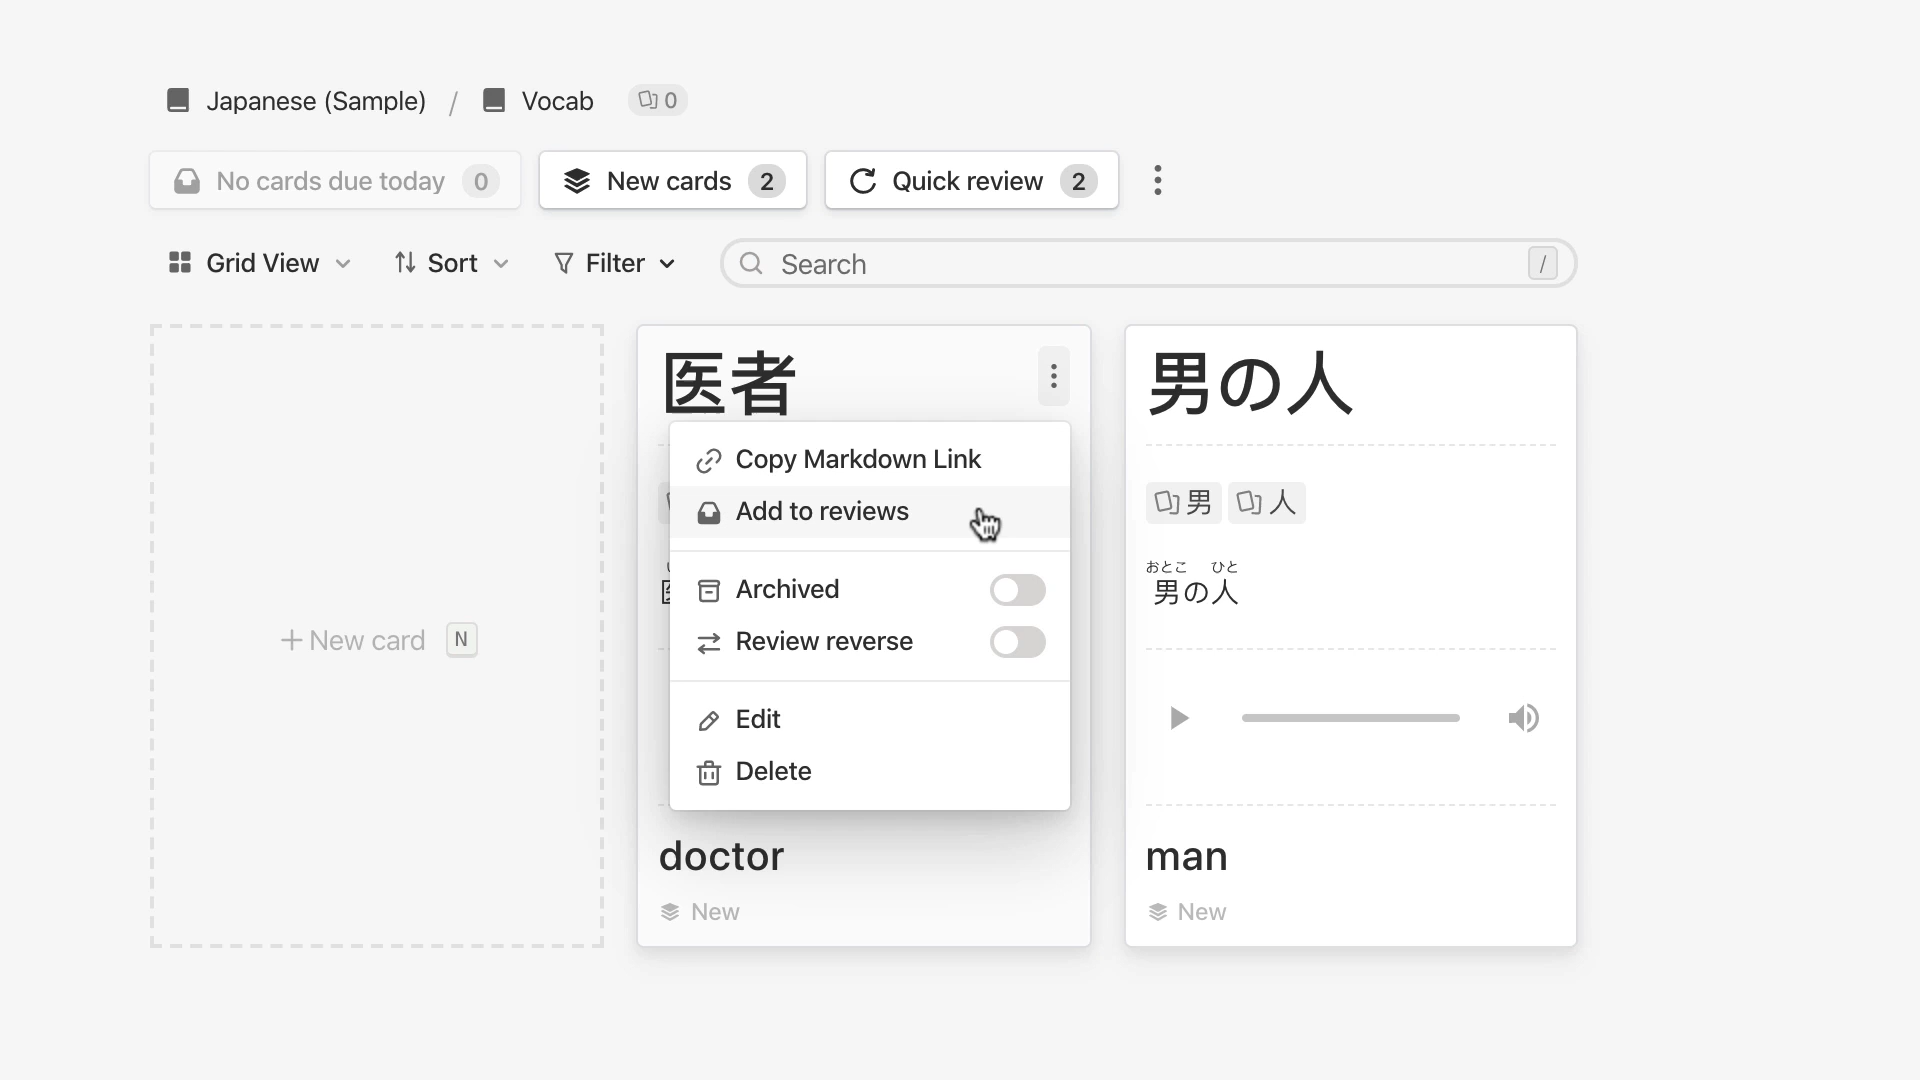 Japanese (Sample) / Vocab 0
No cards due today 0 New cards 2 Quick review 2
Grid View Sort Filter Search /
+ New card N
医者
Copy Markdown Link
Add to reviews
Archived
Review reverse
Edit
Delete
doctor
New
男の人
男 人
おとこ ひと
男の人
man
New